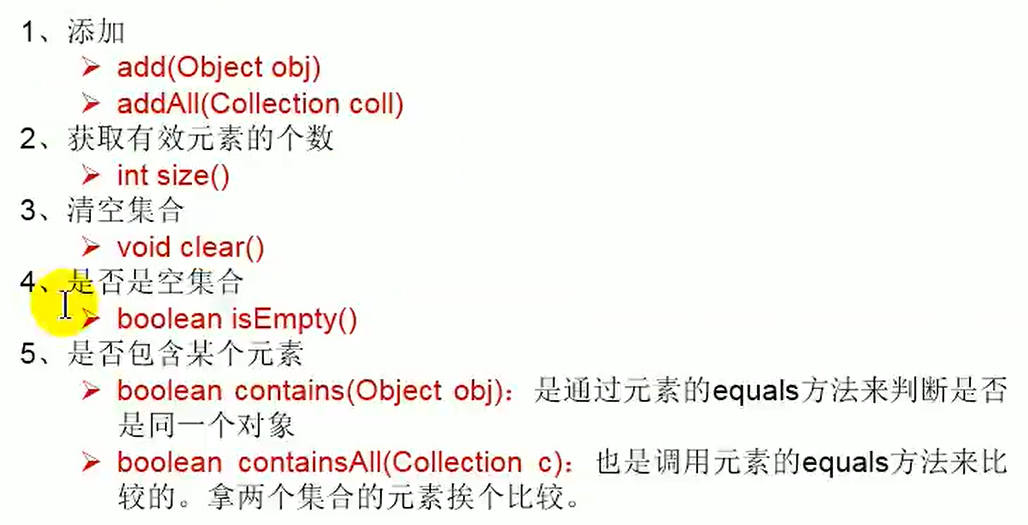 1、添加
➢ add(Object obj)
➢ addAll(Collection coll)
2、获取有效元素的个数
➢ int size()
3、清空集合
➢ void clear()
4、是否是空集合
➢ boolean isEmpty()
5、是否包含某个元素
➢ boolean contains(Object obj)：是通过元素的equals方法来判断是否
是同一个对象
➢ boolean containsAll(Collection c)：也是调用元素的equals方法来比
较的。拿两个集合的元素挨个比较。